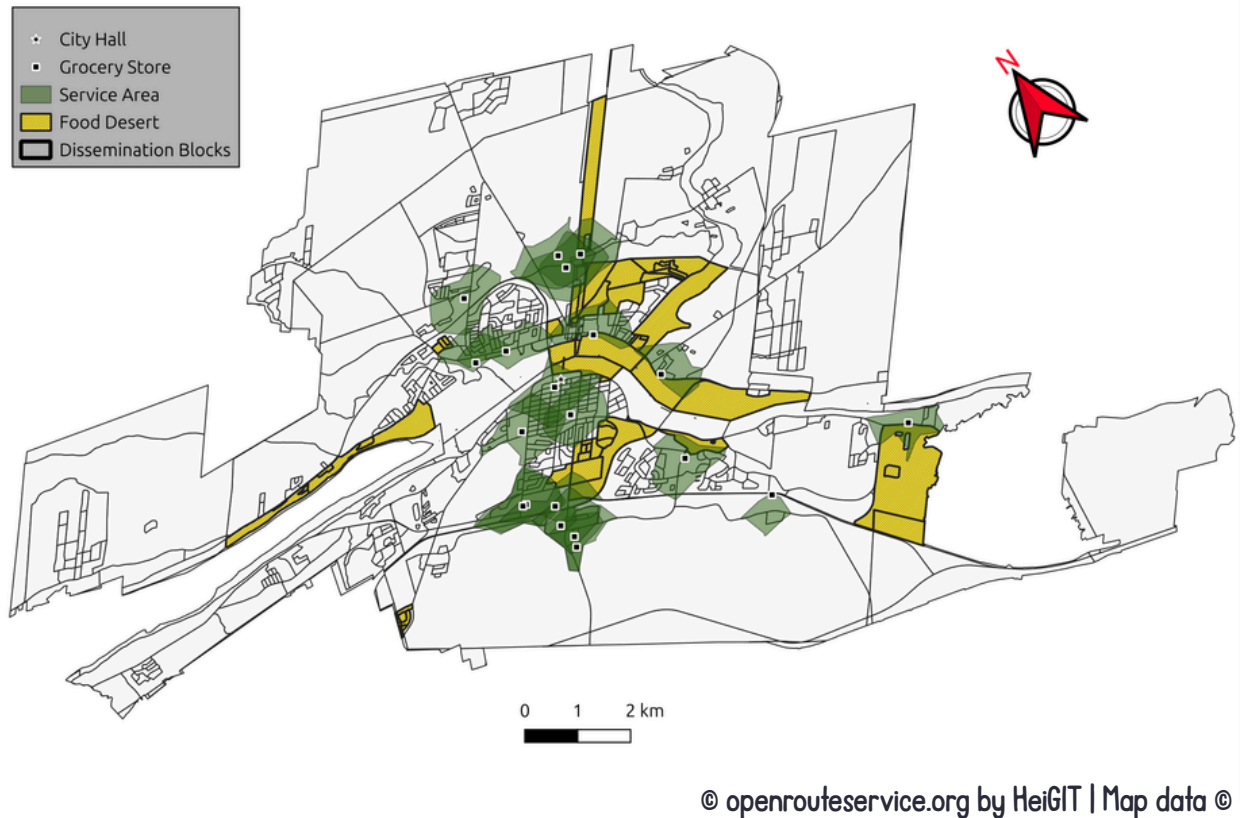 City Hall
Grocery Store
Service Area
Food Desert
Dissemination Blocks
N
0 1 2 km
© openrouteservice.org by HeiGIT | Map data ©